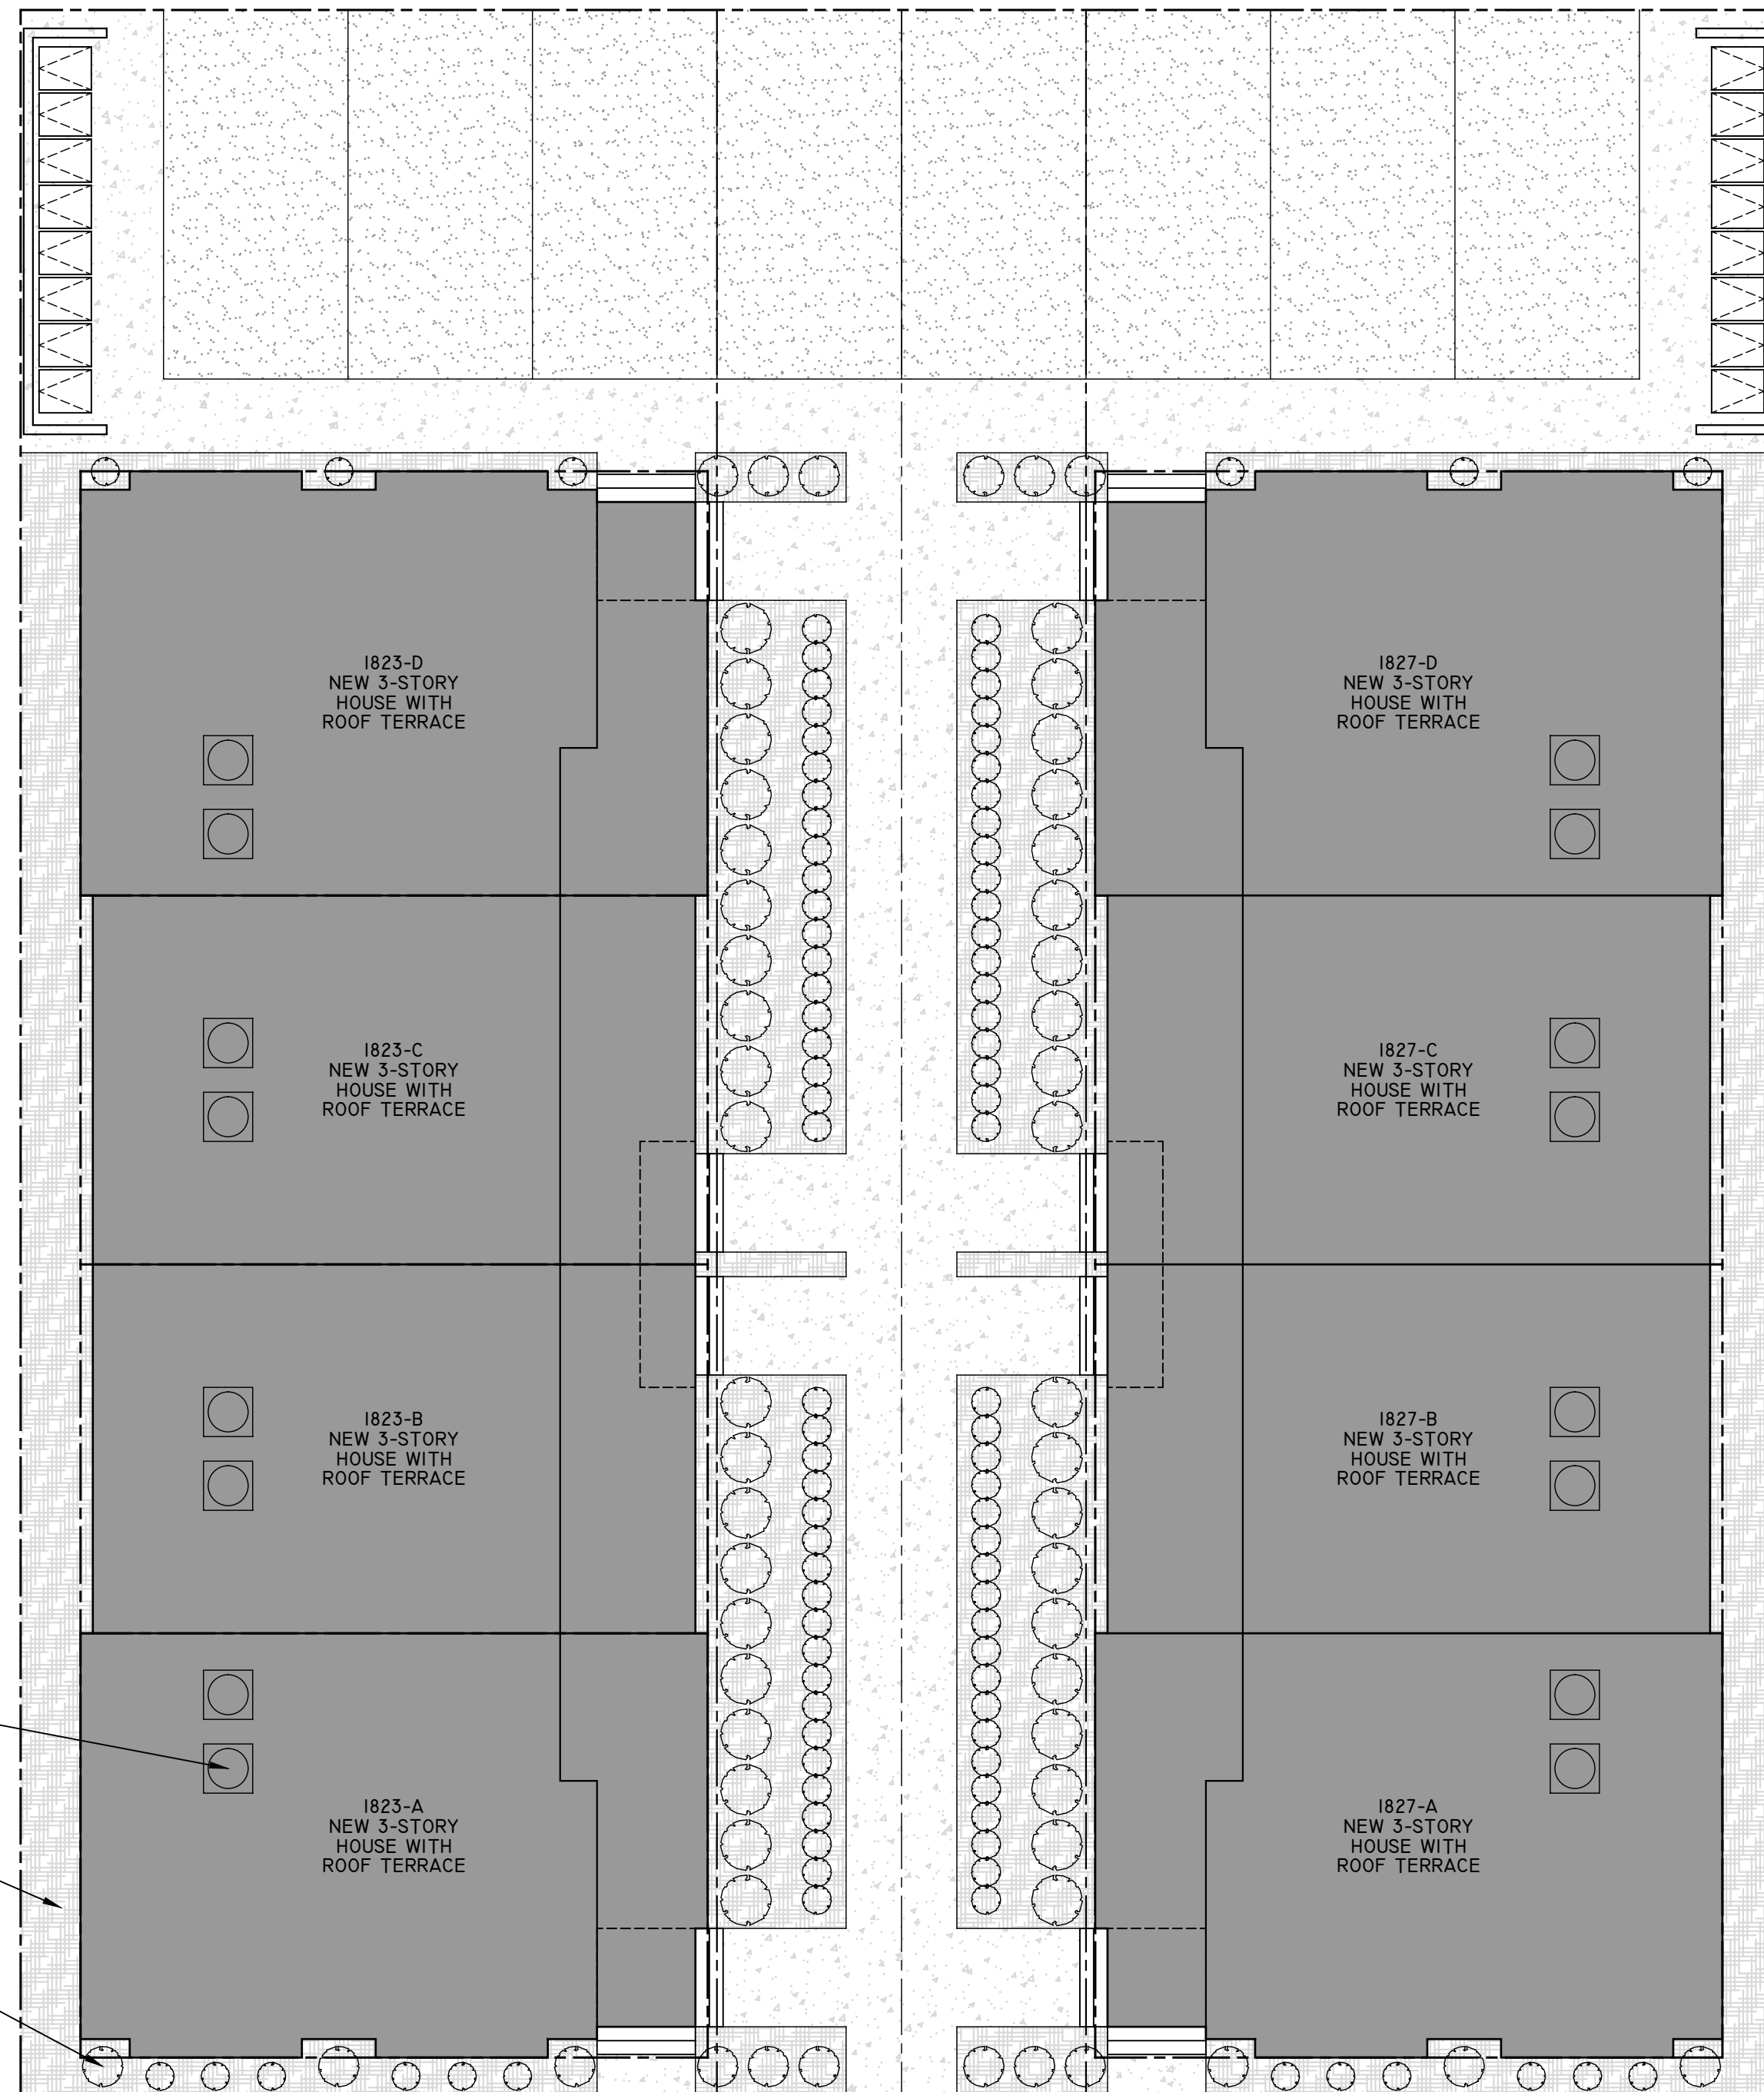 1823-D
NEW 3-STORY
HOUSE WITH
ROOF TERRACE
1827-D
NEW 3-STORY
HOUSE WITH
ROOF TERRACE
1823-C
NEW 3-STORY
HOUSE WITH
ROOF TERRACE
1827-C
NEW 3-STORY
HOUSE WITH
ROOF TERRACE
1823-B
NEW 3-STORY
HOUSE WITH
ROOF TERRACE
1827-B
NEW 3-STORY
HOUSE WITH
ROOF TERRACE
1823-A
NEW 3-STORY
HOUSE WITH
ROOF TERRACE
1827-A
NEW 3-STORY
HOUSE WITH
ROOF TERRACE